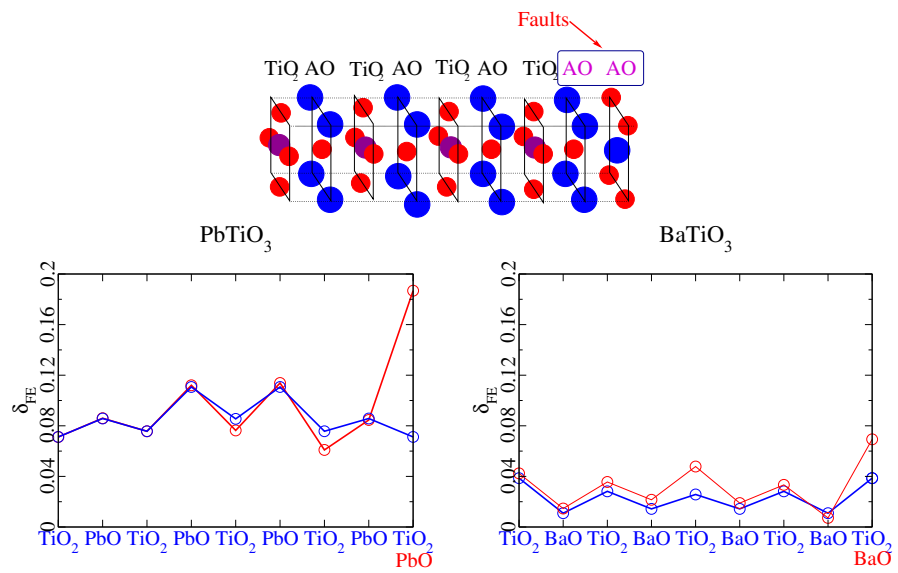 Faults
TiO₂ AO TiO₂ AO TiO₂ AO TiO₂ AO AO
PbTiO₃
BaTiO₃
δFE
0.2
0.16
0.12
0.08
0.04
0
TiO₂ PbO TiO₂ PbO TiO₂ PbO TiO₂ PbO TiO₂
PbO
δFE
0.2
0.16
0.12
0.08
0.04
0
TiO₂ BaO TiO₂ BaO TiO₂ BaO TiO₂ BaO TiO₂
BaO